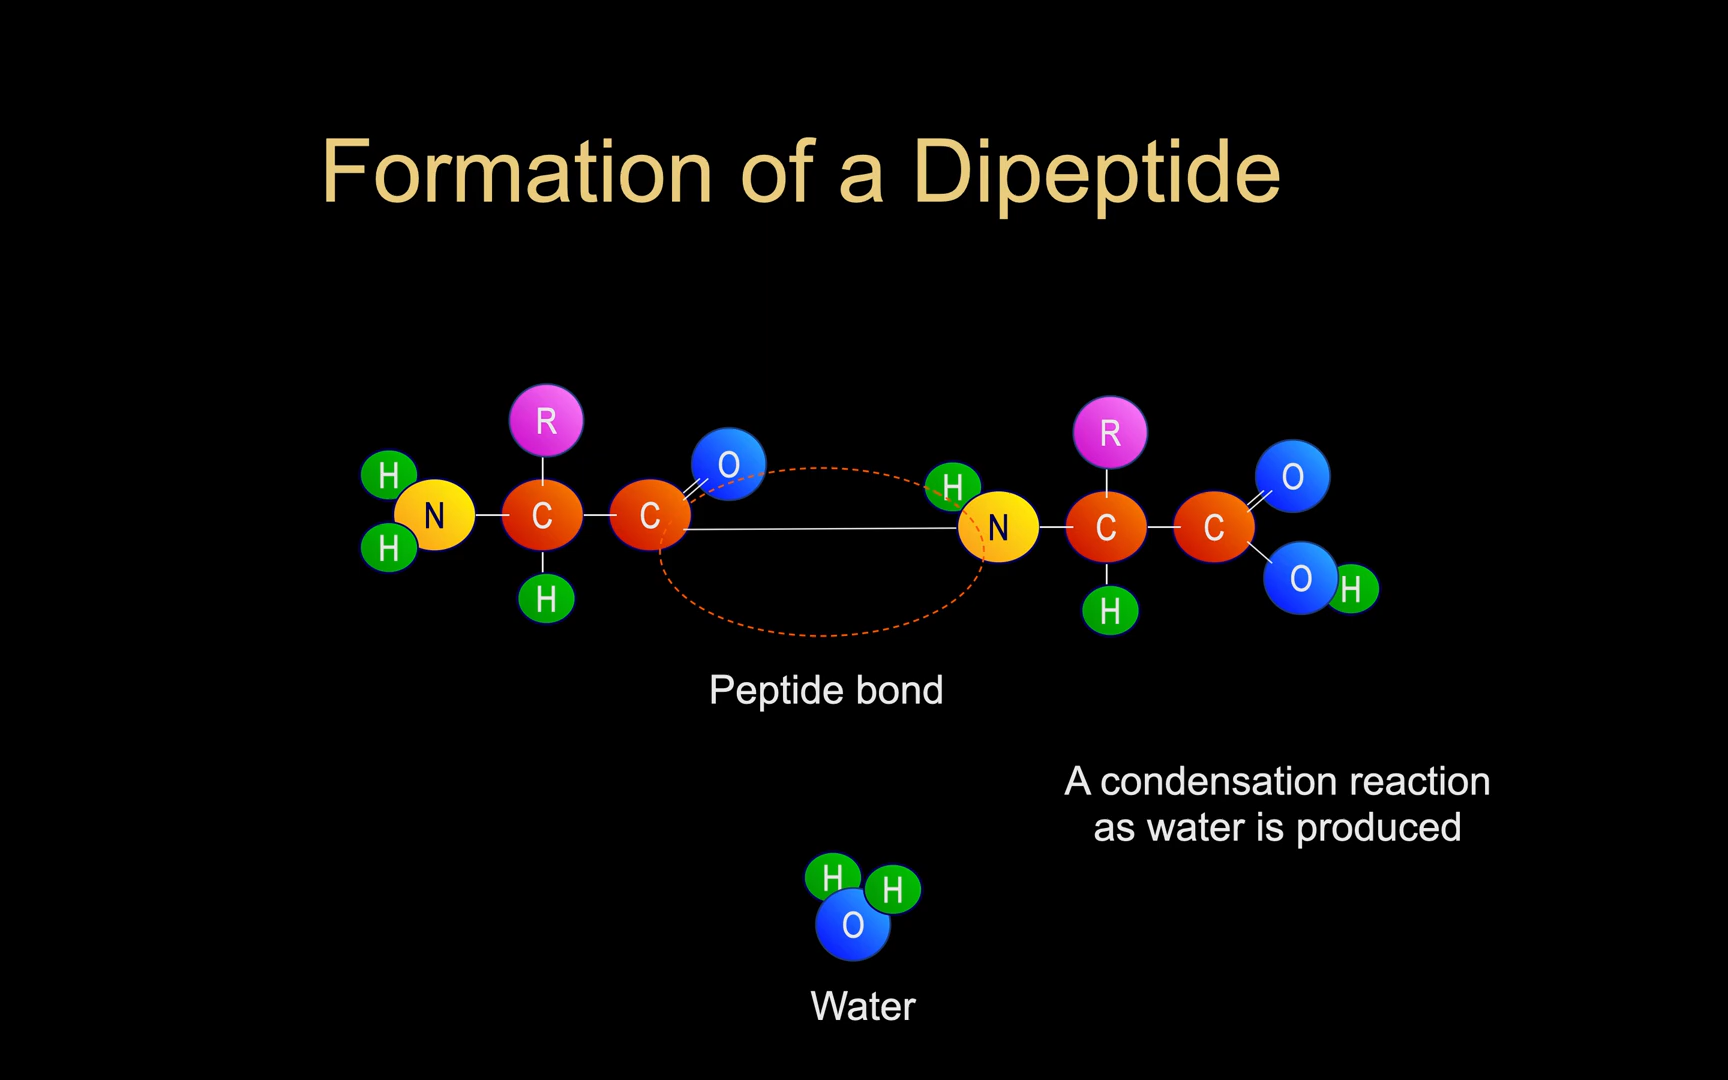 Formation of a Dipeptide
R
R
O
H
H
O
N
C
C
N
C
C
H
O
H
H
H
Peptide bond
A condensation reaction
as water is produced
H
H
O
Water